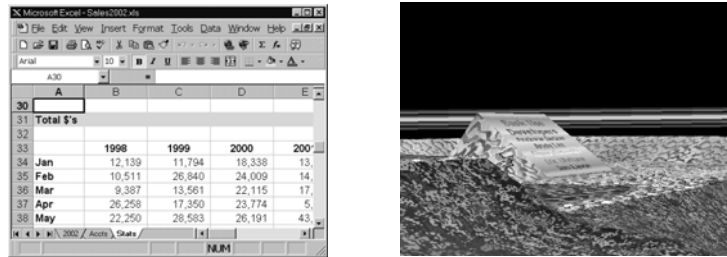 Microsoft Excel - Sales2002.xls
File Edit View Insert Format Tools Data Window Help
Arial 10 B I U
A30 =
A B C D E
30
31 Total $'s
32
33 1998 1999 2000 200
34 Jan 12,139 11,794 18,338 13,
35 Feb 10,511 26,840 24,009 14,
36 Mar 9,387 13,561 22,115 17,
37 Apr 26,258 17,350 23,774 5,
38 May 22,250 28,583 26,191 43,
2002 / Accts / Stats
NUM
Developers